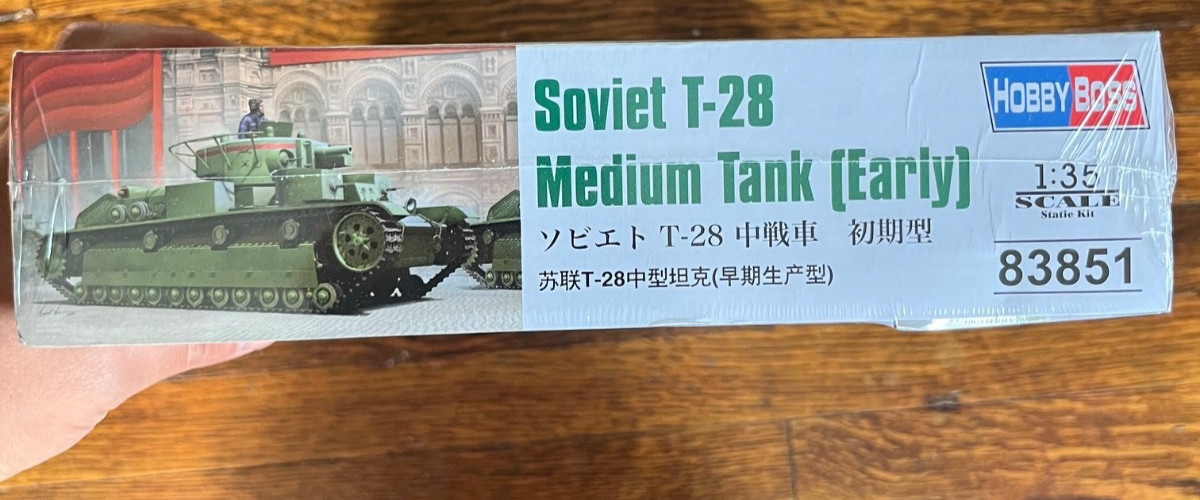 Soviet T-28
Medium Tank (Early)
ソビエト T-28 中戦車 初期型
苏联T-28中型坦克(早期生产型)
HOBBY BOSS
1:35
SCALE
Static Kit
83851